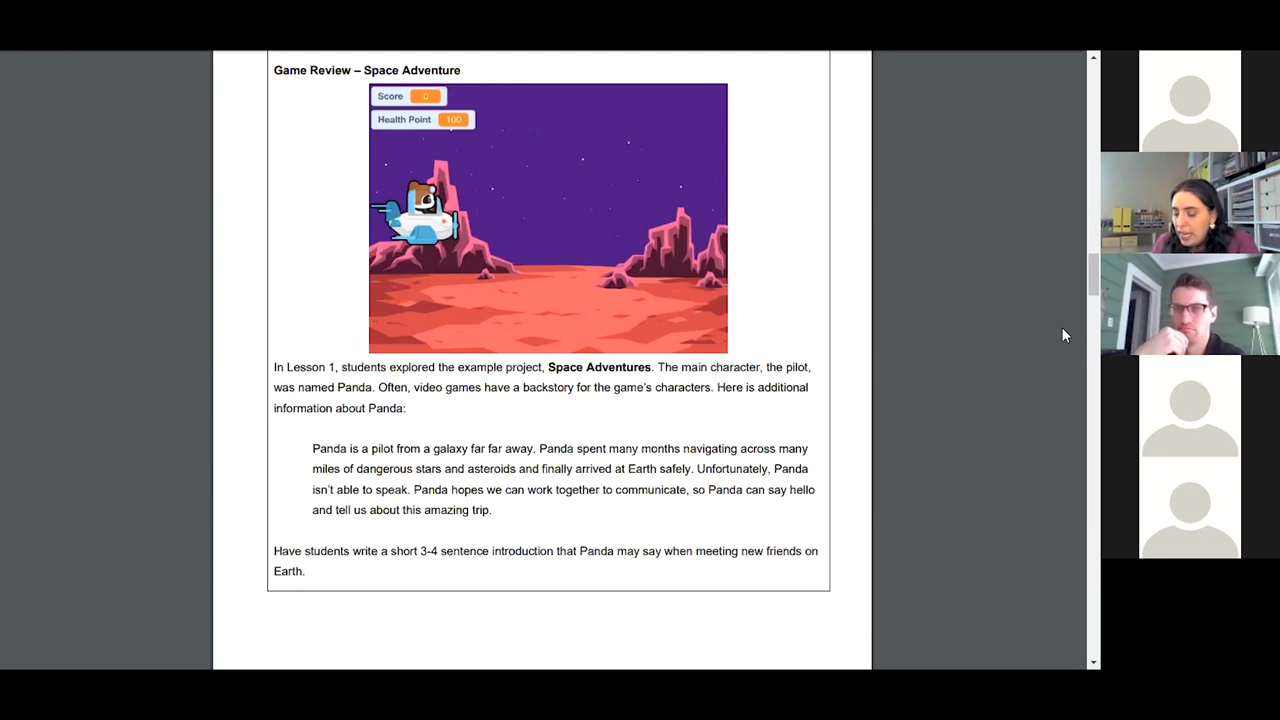 Game Review – Space Adventure
Score 0
Health Point 100
In Lesson 1, students explored the example project, Space Adventures. The main character, the pilot,
was named Panda. Often, video games have a backstory for the game's characters. Here is additional
information about Panda:
Panda is a pilot from a galaxy far far away. Panda spent many months navigating across many
miles of dangerous stars and asteroids and finally arrived at Earth safely. Unfortunately, Panda
isn't able to speak. Panda hopes we can work together to communicate, so Panda can say hello
and tell us about this amazing trip.
Have students write a short 3-4 sentence introduction that Panda may say when meeting new friends on
Earth.